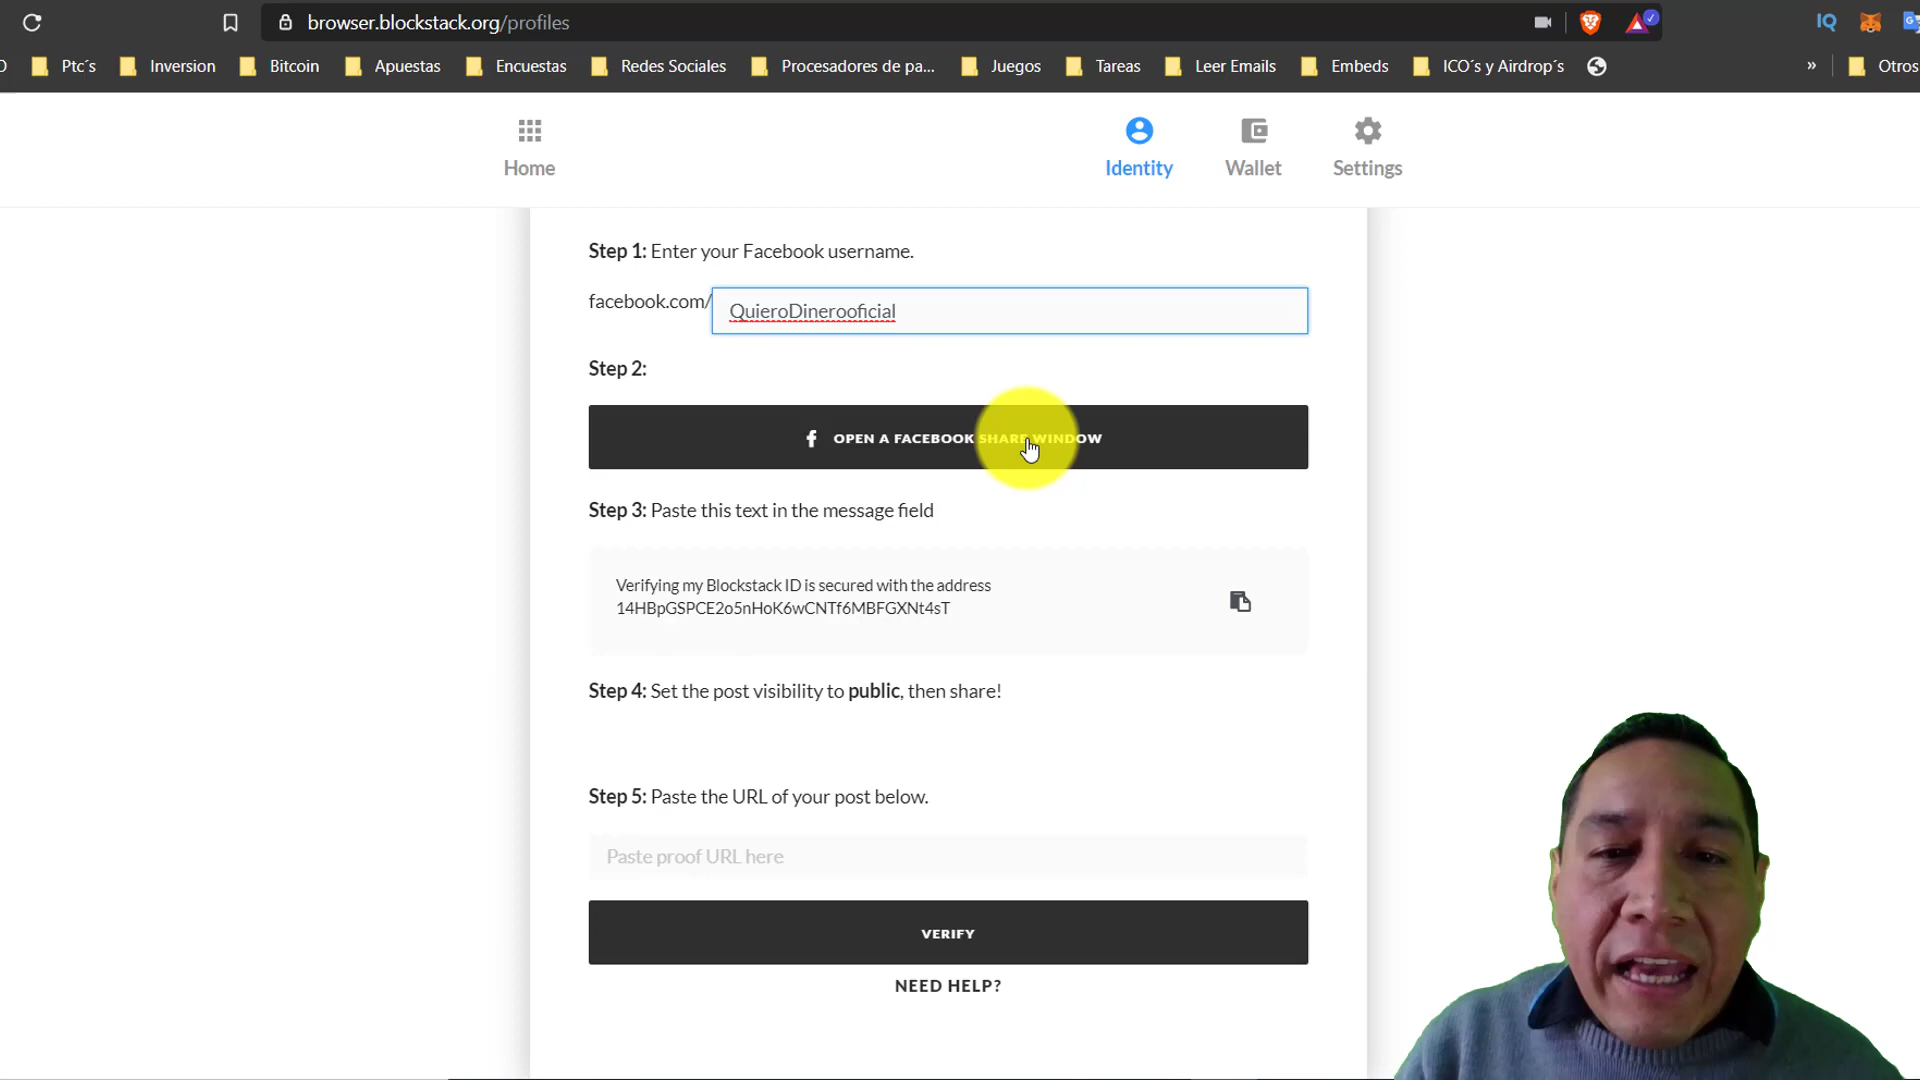 browser.blockstack.org/profiles
IQ
Ptc´s
Inversion
Bitcoin
Apuestas
Encuestas
Redes Sociales
Procesadores de pa...
Juegos
Tareas
Leer Emails
Embeds
ICO´s y Airdrop´s
»
Otros
Home
Identity
Wallet
Settings
Step 1: Enter your Facebook username.
facebook.com/
QuieroDinerooficial
Step 2:
OPEN A FACEBOOK SHARE WINDOW
Step 3: Paste this text in the message field
Verifying my Blockstack ID is secured with the address
14HBpGSPCE2o5nHoK6wCNTf6MBFGXNt4sT
Step 4: Set the post visibility to public, then share!
Step 5: Paste the URL of your post below.
Paste proof URL here
VERIFY
NEED HELP?